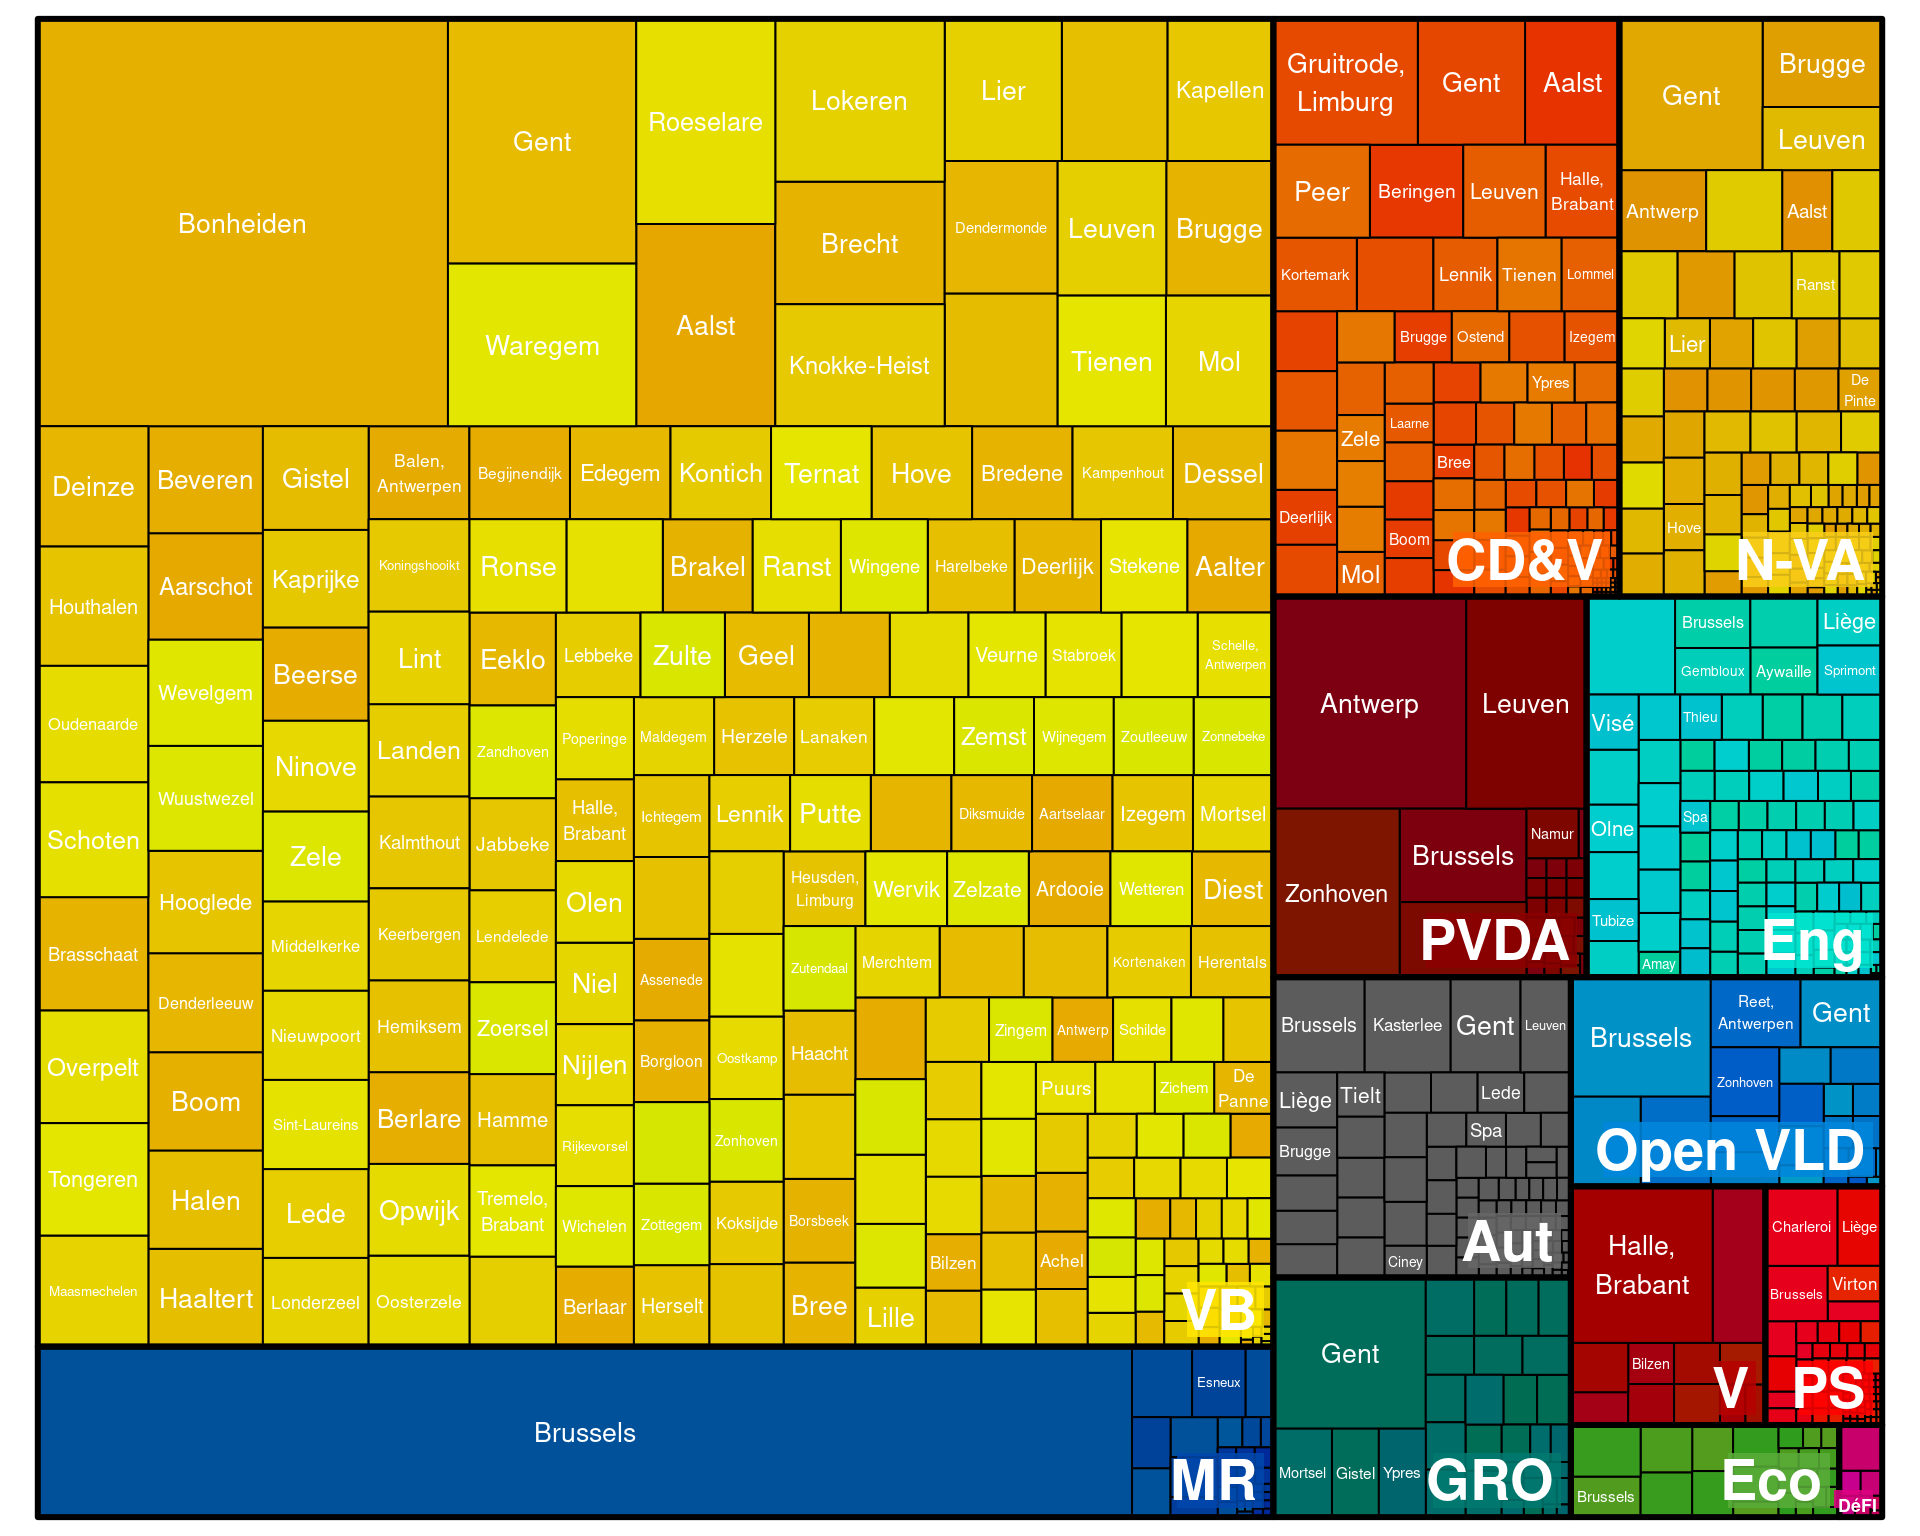 Bonheiden
Gent
Waregem
Roeselare
Aalst
Lokeren
Brecht
Knokke-Heist
Lier
Kapellen
Dendermonde
Leuven
Brugge
Tienen
Mol
Deinze
Houthalen
Oudenaarde
Schoten
Brasschaat
Overpelt
Tongeren
Maasmechelen
Beveren
Aarschot
Wevelgem
Wuustwezel
Hooglede
Denderleeuw
Boom
Halen
Haaltert
Gistel
Kaprijke
Beerse
Ninove
Zele
Middelkerke
Nieuwpoort
Sint-Laureins
Lede
Londerzeel
Balen,
Antwerpen
Koningshooikt
Lint
Landen
Kalmthout
Keerbergen
Hemiksem
Berlare
Opwijk
Oosterzele
Begijnendijk
Edegem
Kontich
Ternat
Hove
Bredene
Kampenhout
Dessel
Ronse
Brakel
Ranst
Wingene
Harelbeke
Deerlijk
Stekene
Aalter
Eeklo
Zandhoven
Jabbeke
Lendelede
Zoersel
Hamme
Tremelo,
Brabant
Lebbeke
Zulte
Geel
Veurne
Stabroek
Schelle,
Antwerpen
Poperinge
Halle,
Brabant
Olen
Niel
Nijlen
Rijkevorsel
Wichelen
Berlaar
Maldegem
Herzele
Lanaken
Zemst
Wijnegem
Zoutleeuw
Zonnebeke
Ichtegem
Assenede
Borgloon
Zottegem
Herselt
Lennik
Putte
Diksmuide
Aartselaar
Izegem
Mortsel
Oostkamp
Zonhoven
Koksijde
Heusden,
Limburg
Wervik
Zelzate
Ardooie
Wetteren
Diest
Zutendaal
Haacht
Borsbeek
Bree
Merchtem
Kortenaken
Herentals
Lille
Zingem
Antwerp
Schilde
Bilzen
Puurs
Zichem
De
Panne
Achel
VB
Brussels
Esneux
MR
Gruitrode,
Limburg
Gent
Aalst
Peer
Beringen
Leuven
Halle,
Brabant
Kortemark
Lennik
Tienen
Lommel
Brugge
Ostend
Izegem
Ypres
Zele
Laarne
Bree
Deerlijk
Boom
Mol
CD&V
Gent
Brugge
Leuven
Antwerp
Aalst
Ranst
Lier
De
Pinte
Hove
N-VA
Antwerp
Leuven
Zonhoven
Brussels
Namur
PVDA
Brussels
Liège
Gembloux
Aywaille
Sprimont
Visé
Thieu
Olne
Spa
Tubize
Amay
Eng
Brussels
Kasterlee
Gent
Leuven
Liège
Tielt
Lede
Brugge
Spa
Ciney
Aut
Brussels
Reet,
Antwerpen
Gent
Zonhoven
Open VLD
Gent
Mortsel
Gistel
Ypres
GRO
Halle,
Brabant
Bilzen
V
Charleroi
Liège
Brussels
Virton
PS
Brussels
Eco
DéFI